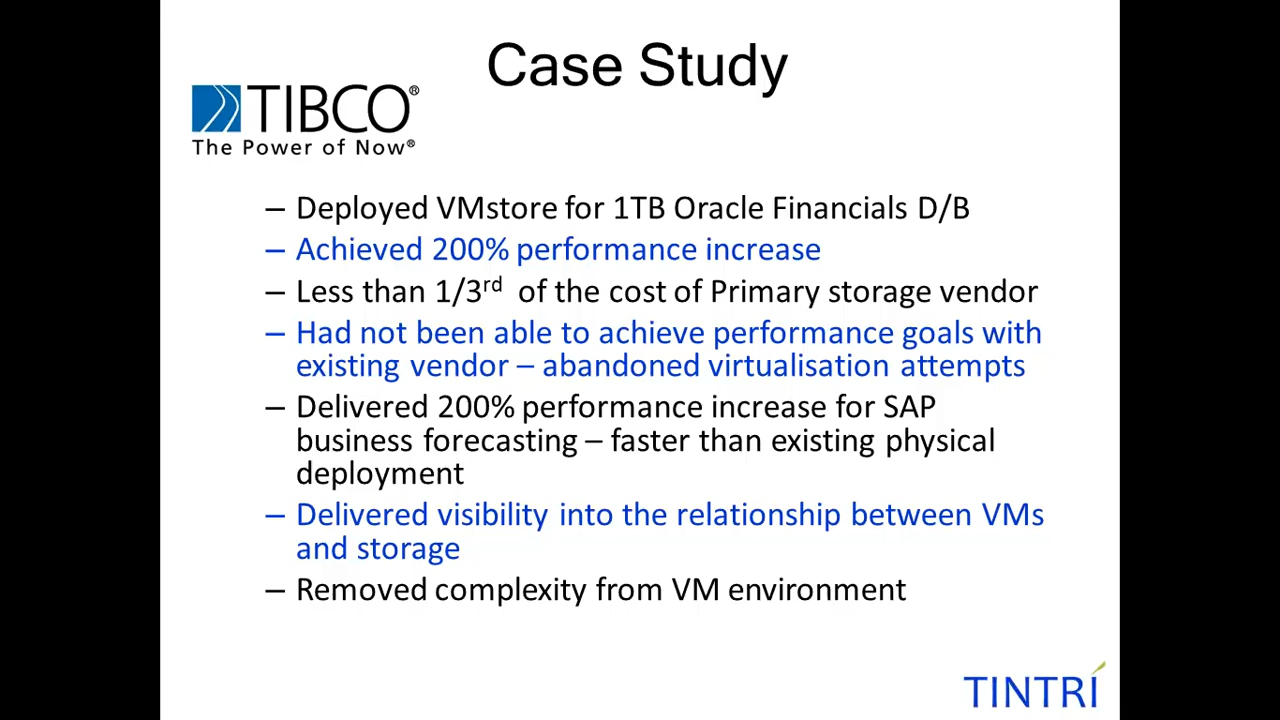 Case Study
TIBCO®
The Power of Now®
– Deployed VMstore for 1TB Oracle Financials D/B
– Achieved 200% performance increase
– Less than 1/3rd of the cost of Primary storage vendor
– Had not been able to achieve performance goals with
existing vendor – abandoned virtualisation attempts
– Delivered 200% performance increase for SAP
business forecasting – faster than existing physical
deployment
– Delivered visibility into the relationship between VMs
and storage
– Removed complexity from VM environment
TINTRÍ